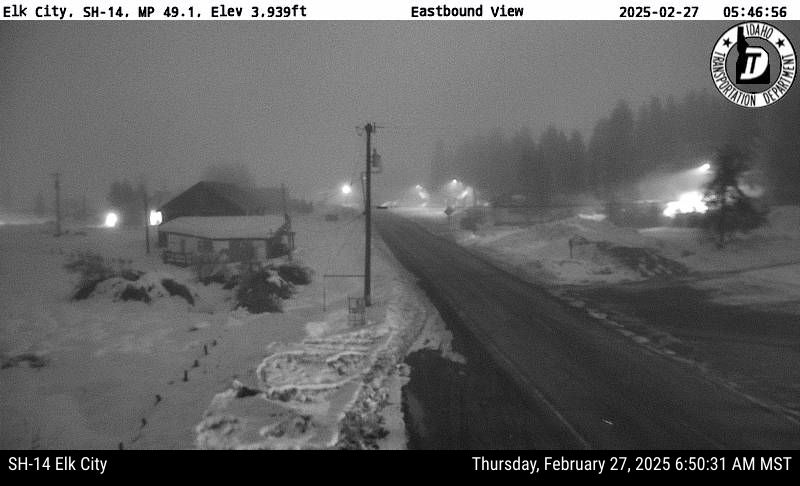 Elk City, SH-14, MP 49.1, Elev 3,939ft Eastbound View 2025-02-27 05:46:56
IDAHO
TRANSPORTATION DEPARTMENT
SH-14 Elk City Thursday, February 27, 2025 6:50:31 AM MST